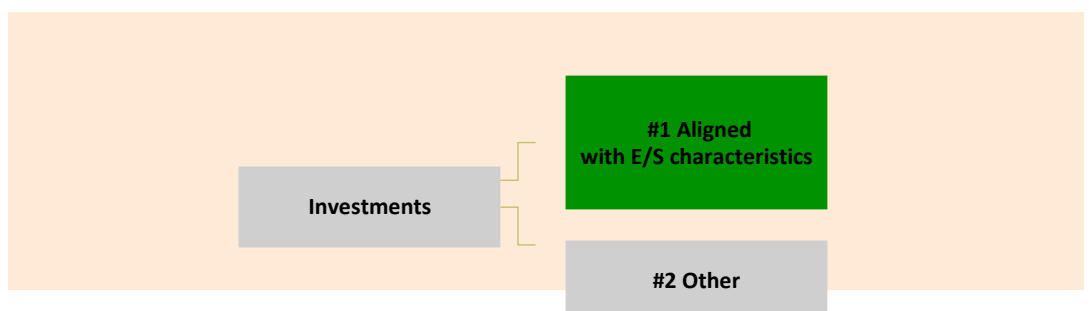 #1 Aligned
with E/S characteristics
Investments
#2 Other